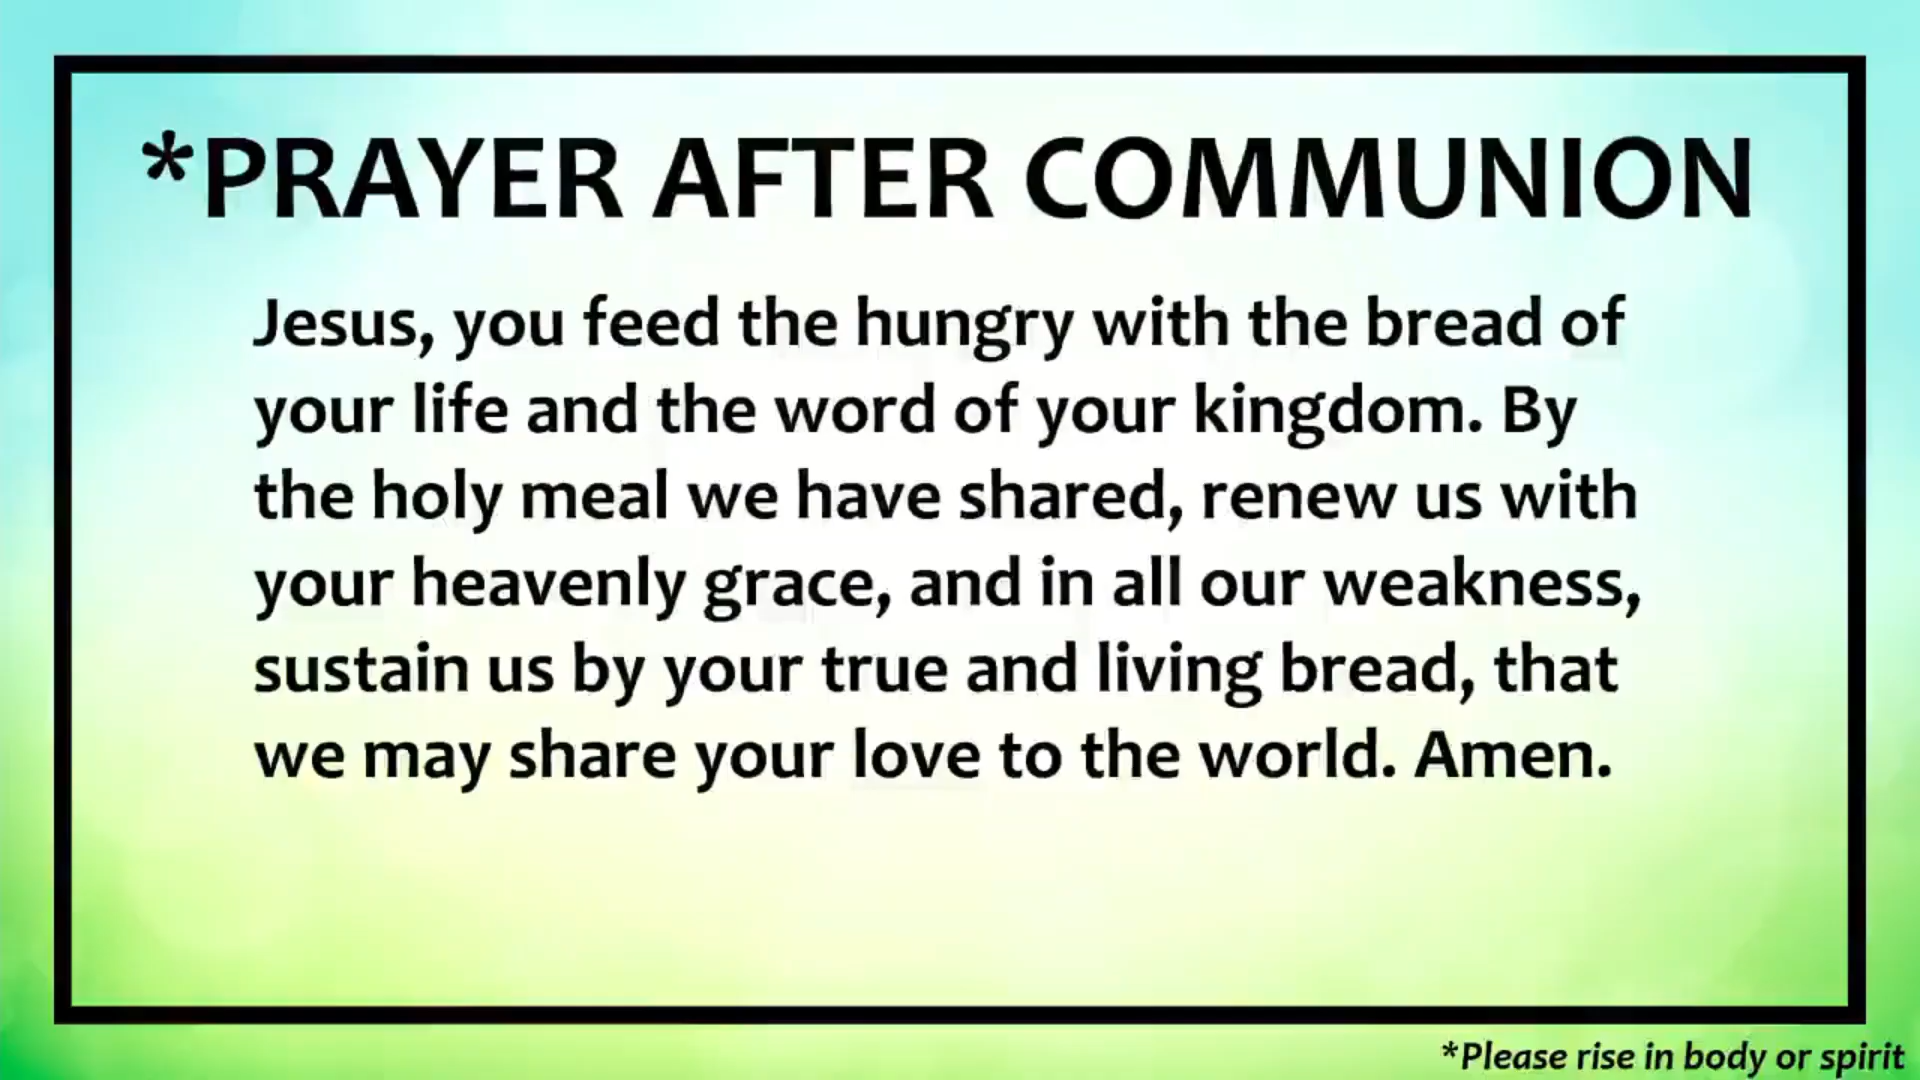 *PRAYER AFTER COMMUNION
Jesus, you feed the hungry with the bread of
your life and the word of your kingdom. By
the holy meal we have shared, renew us with
your heavenly grace, and in all our weakness,
sustain us by your true and living bread, that
we may share your love to the world. Amen.
*Please rise in body or spirit